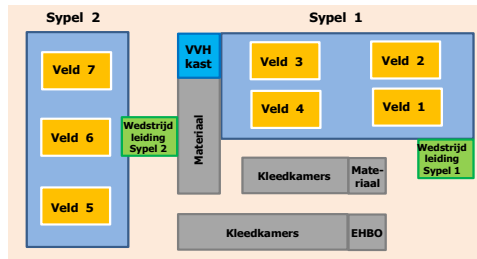 Sypel 2
Sypel 1
VVH
kast
Veld 3
Veld 2
Veld 7
Veld 4
Veld 1
Veld 6
Wedstrijd
leiding
Sypel 2
Materiaal
Wedstrijd
leiding
Sypel 1
Kleedkamers
Mate-
riaal
Veld 5
Kleedkamers
EHBO